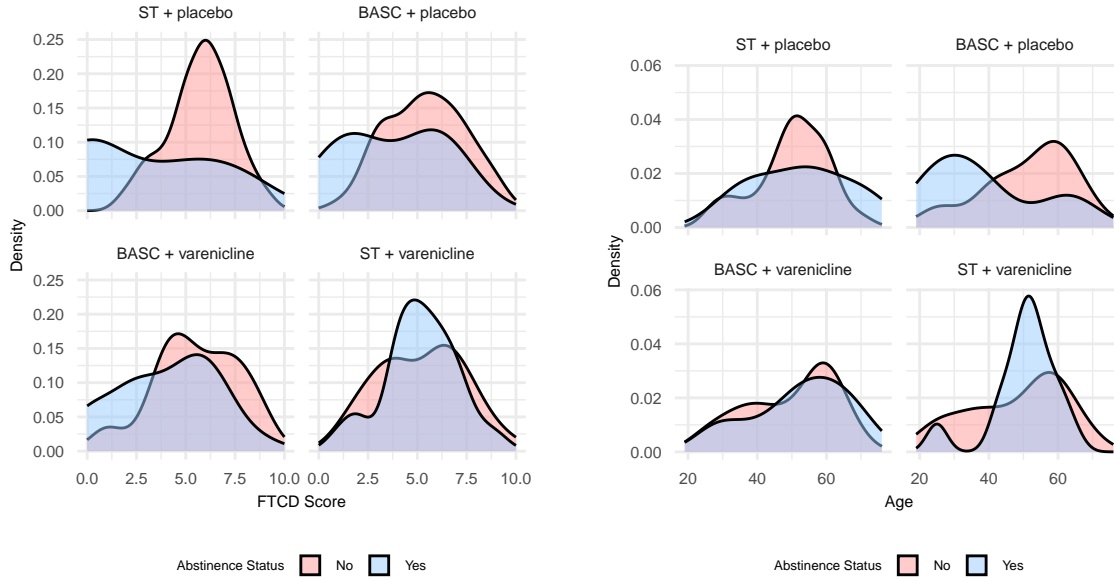 ST + placebo
BASC + placebo
0.25
0.20
0.15
0.10
0.05
0.00
BASC + varenicline
ST + varenicline
0.25
0.20
0.15
0.10
0.05
0.00
0.0
2.5
5.0
7.5
10.0
0.0
2.5
5.0
7.5
10.0
Density
FTCD Score
Abstinence Status
No
Yes
ST + placebo
BASC + placebo
0.06
0.04
0.02
0.00
BASC + varenicline
ST + varenicline
0.06
0.04
0.02
0.00
20
40
60
20
40
60
Density
Age
Abstinence Status
No
Yes